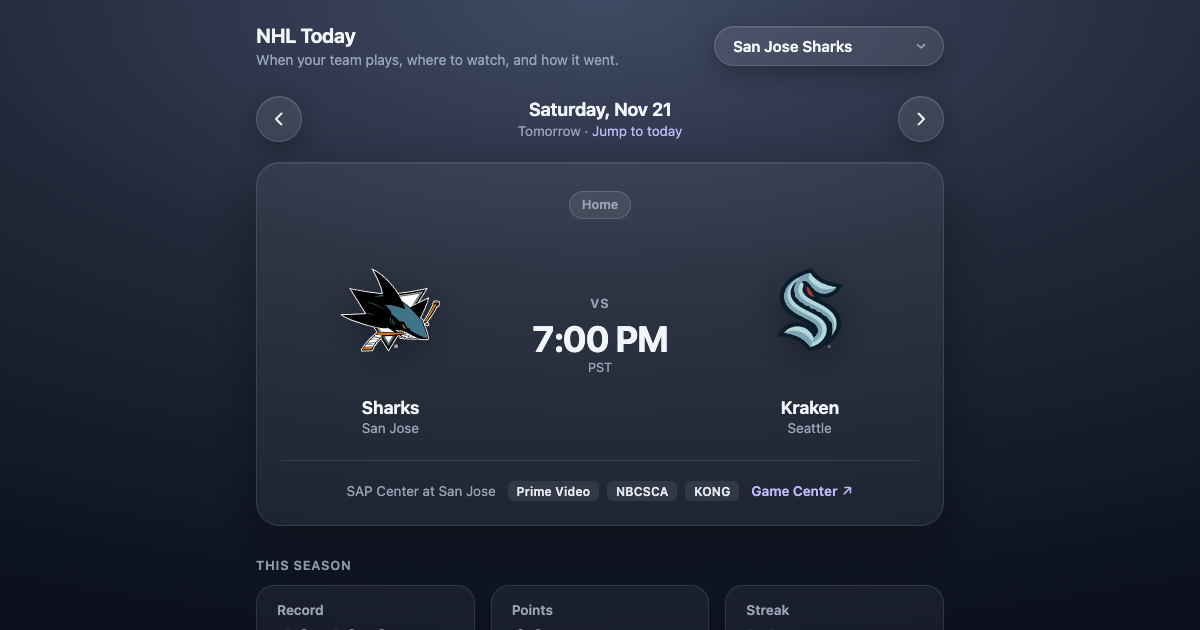 NHL Today
When your team plays, where to watch, and how it went.
San Jose Sharks
Saturday, Nov 21
Tomorrow · Jump to today
Home
VS
7:00 PM
PST
Sharks
San Jose
Kraken
Seattle
SAP Center at San Jose Prime Video NBCSCA KONG Game Center ↗
THIS SEASON
Record Points Streak